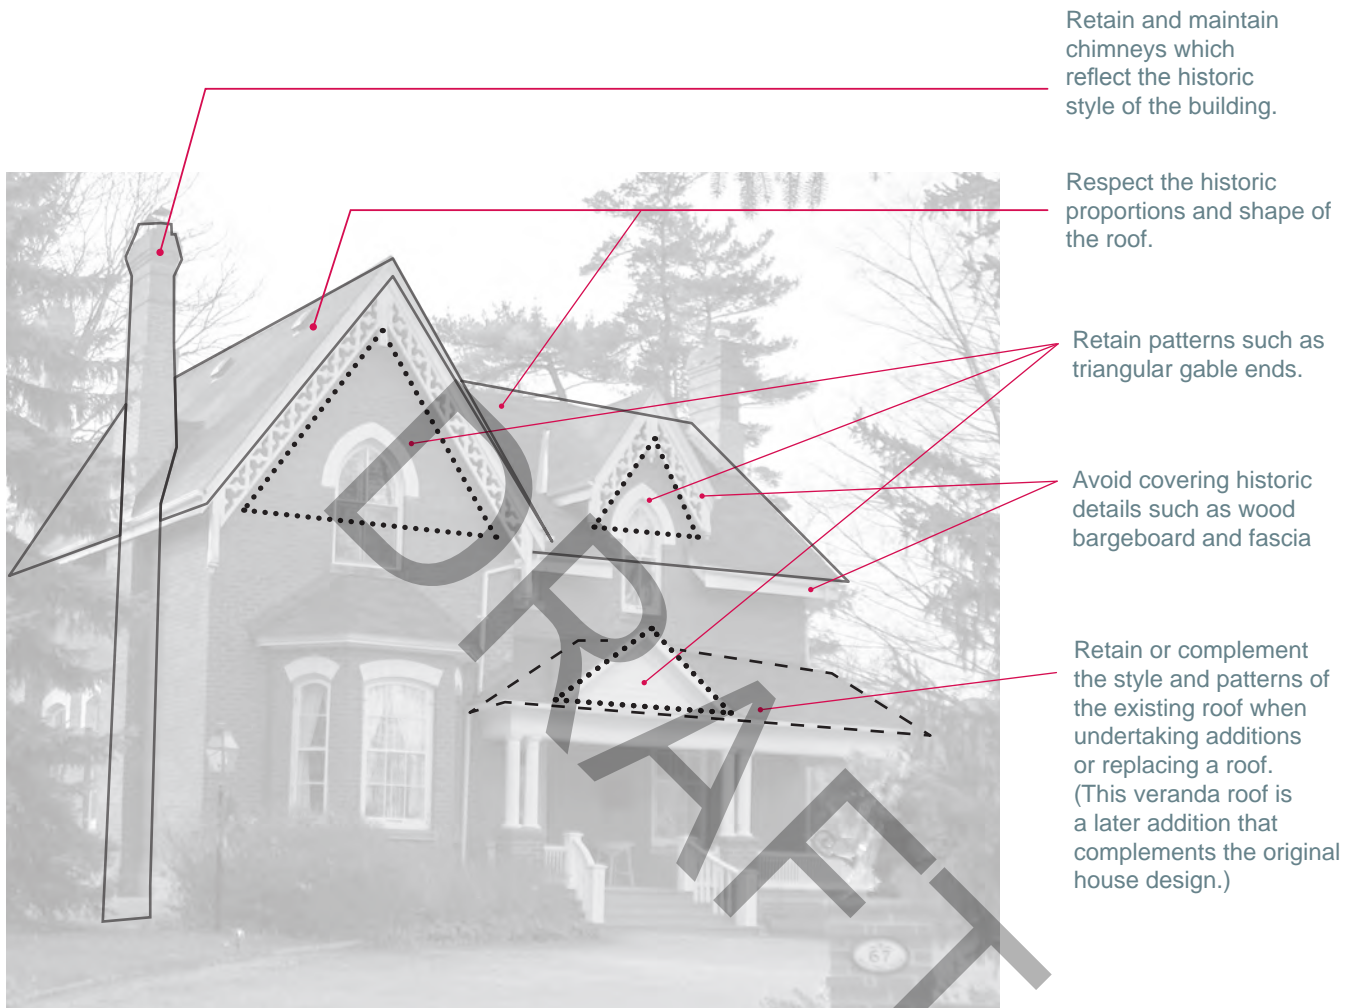 Retain and maintain
chimneys which
reflect the historic
style of the building.
Respect the historic
proportions and shape of
the roof.
Retain patterns such as
triangular gable ends.
Avoid covering historic
details such as wood
bargeboard and fascia
Retain or complement
the style and patterns of
the existing roof when
undertaking additions
or replacing a roof.
(This veranda roof is
a later addition that
complements the original
house design.)
DRAFT
67